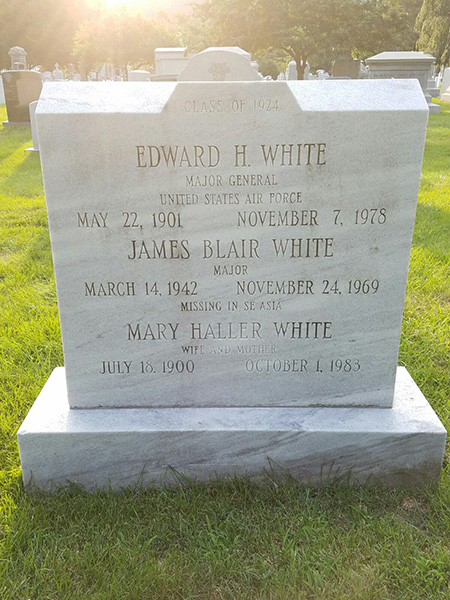 CLASS OF 1924
EDWARD H. WHITE
MAJOR GENERAL
UNITED STATES AIR FORCE
MAY 22, 1901 NOVEMBER 7, 1978
JAMES BLAIR WHITE
MAJOR
MARCH 14, 1942 NOVEMBER 24, 1969
MISSING IN SE ASIA
MARY HALLER WHITE
WIFE AND MOTHER
JULY 18, 1900 OCTOBER 1, 1983